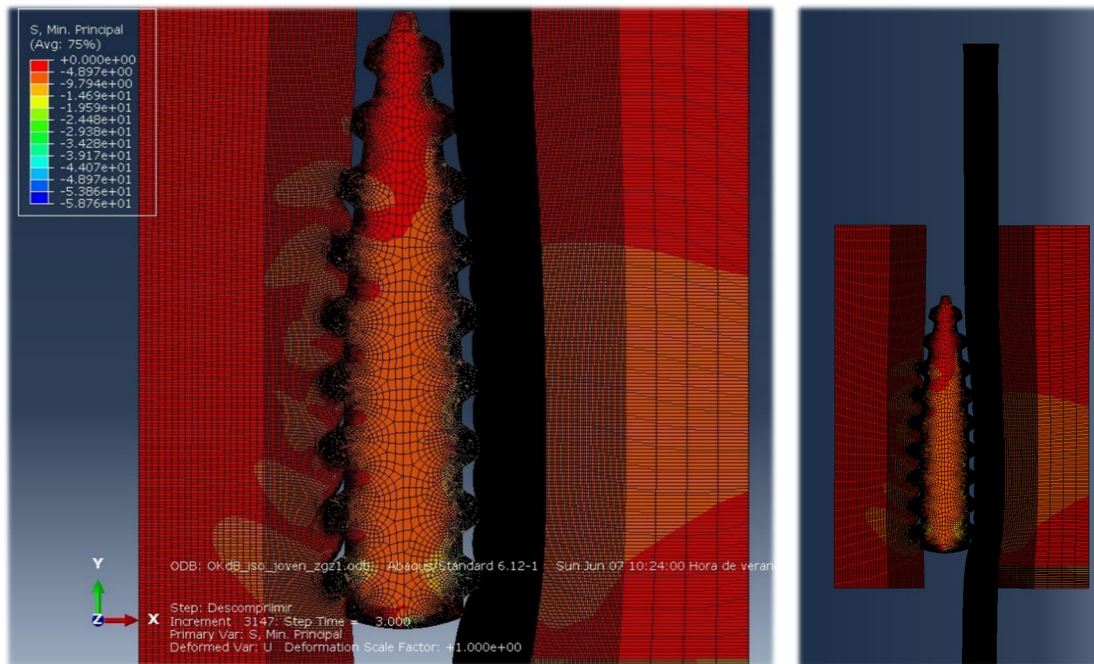 S, Min. Principal
(Avg: 75%)
+0.000e+00
-4.897e+00
-9.794e+00
-1.469e+01
-1.959e+01
-2.448e+01
-2.938e+01
-3.428e+01
-3.917e+01
-4.407e+01
-4.897e+01
-5.386e+01
-5.876e+01
Y
Z
X
Abaqus/Standard 6.12-1 Sun Jun 07 10:24:00 Hora de veran
Step: Descomprimir
Increment 3147: Step Time = 3.000
Primary Var: S, Min. Principal
Deformed Var: U Deformation Scale Factor: +1.000e+00